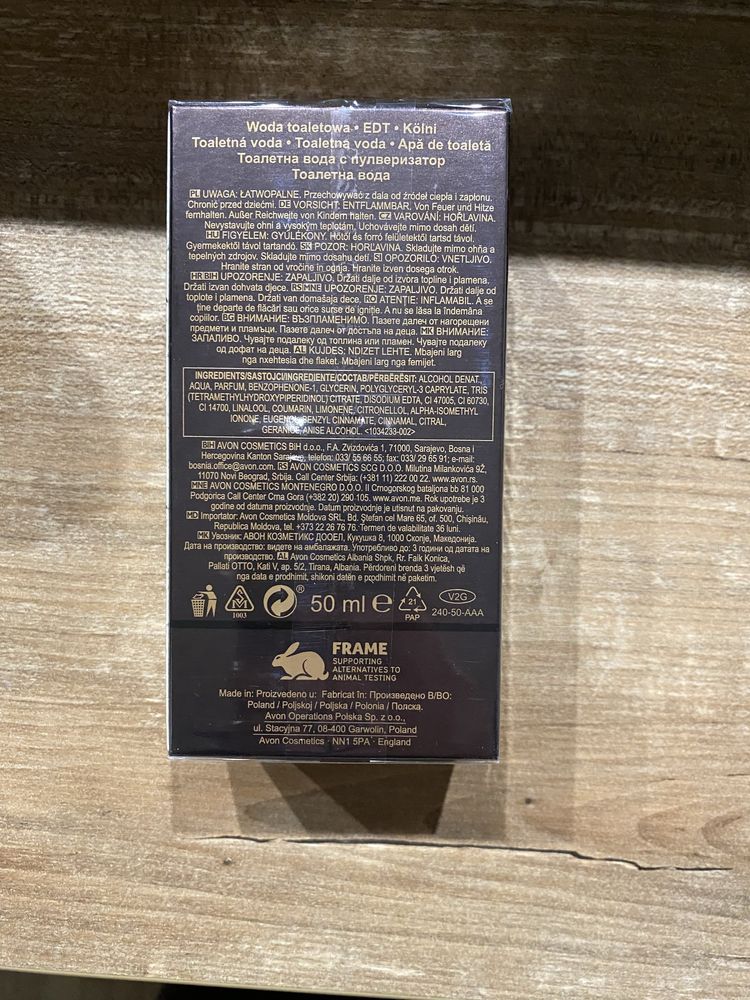 Woda toaletowa • EDT • Kölni
Toaletná voda • Toaletna voda • Apă de toaletă
Тоалетна вода с пулверизатор
Тоалетна вода
PL UWAGA: ŁATWOPALNE. Przechowywać z dala od źródeł ciepła i zapłonu.
Chronić przed dziećmi. DE VORSICHT: ENTFLAMMBAR. Von Feuer und Hitze
fernhalten. Außer Reichweite von Kindern halten. CZ VAROVÁNÍ: HOŘLAVINA.
Nevystavujte ohni a vysokým teplotám, Uchovávejte mimo dosah dětí.
HU FIGYELEM: GYÚLÉKONY. Hőtől és forró felületektől tartsd távol.
Gyermekektől távol tartandó. SK POZOR: HORĽAVINA. Skladujte mimo ohňa a
tepelných zdrojov. Skladujte mimo dosahu detí. SI OPOZORILO: VNETLJIVO.
Hranite stran od vročine in ognja. Hranite izven dosega otrok.
HR BIH UPOZORENJE: ZAPALJIVO. Držati dalje od izvora topline i plamena.
Držati izvan dohvata djece. RS/MNE UPOZORENJE: ZAPALJIVO. Držati dalje od
toplote i plamena. Držati van domašaja dece. RO ATENȚIE: INFLAMABIL. A se
ține departe de flăcări sau orice surse de igniție. A nu se lăsa la îndemâna
copiilor. BG ВНИМАНИЕ: ВЪЗПЛАМЕНИМО. Пазете далеч от нагорещени
предмети и пламъци. Пазете далеч от достъпа на деца. MK ВНИМАНИЕ:
ЗАПАЛИВО. Чувајте подалеку од топлина или пламен. Чувајте подалеку
од дофат на деца. AL KUJDES: NDIZET LEHTE. Mbajeni larg
nga nxehtesia dhe flaket. Mbajeni larg nga femijet.
INGREDIENTS/SASTOJCI/INGREDIENTE/СОСТАВ/PËRBËRËSIT: ALCOHOL DENAT.,
AQUA, PARFUM, BENZOPHENONE-1, GLYCERIN, POLYGLYCERYL-3 CAPRYLATE, TRIS
(TETRAMETHYLHYDROXYPIPERIDINOL) CITRATE, DISODIUM EDTA, CI 47005, CI 60730,
CI 14700, LINALOOL, COUMARIN, LIMONENE, CITRONELLOL, ALPHA-ISOMETHYL
IONONE, EUGENOL, BENZYL CINNAMATE, CINNAMAL, CITRAL,
GERANIOL, ANISE ALCOHOL. <1034233-002>
BIH AVON COSMETICS BiH d.o.o., F.A. Zvizdovića 1, 71000, Sarajevo, Bosna i
Hercegovina Kanton Sarajevo, telefon: 033/ 55 66 55; fax: 033/ 29 65 91; e-mail:
bosnia.office@avon.com. RS AVON COSMETICS SCG D.O.O. Milutina Milankovića 9Ž,
11070 Novi Beograd, Srbija. Call Center Srbija: (+381 11) 222 00 22. www.avon.rs.
MNE AVON COSMETICS MONTENEGRO D.O.O. II Crnogorskog bataljona bb 81 000
Podgorica Call Center Crna Gora (+382 20) 290.105. www.avon.me. Rok upotrebe je 3
godine od datuma proizvodnje. Datum proizvodnje je utisnut na pakovanju.
MD Importator: Avon Cosmetics Moldova SRL, Bd. Ștefan cel Mare 65, of. 500, Chișinău,
Republica Moldova, tel. +373 22 26 76 76. Termen de valabilitate 36 luni.
MK Увозник: АВОН КОЗМЕТИКС ДООЕЛ, Кукушка 8, 1000 Скопје, Македонија.
Дата на производство: видете на амбалажата. Употребливо до: 3 години од датата на
производство. AL Avon Cosmetics Albania Shpk, Rr. Faik Konica,
Pallati OTTO, Kati V, ap. 5/2, Tirana, Albania. Përdoreni brenda 3 vjetësh që
nga data e prodhimit, shikoni datën e prodhimit në paketim.
1003
®
50 ml e
21
PAP
V2G
240-50-AAA
FRAME
SUPPORTING
ALTERNATIVES TO
ANIMAL TESTING
Made in: Proizvedeno u: Fabricat în: Произведено В/ВО:
Poland / Poljskoj / Poljska / Polonia / Полска.
Avon Operations Polska Sp. z o.o.,
ul. Stacyjna 77, 08-400 Garwolin, Poland
Avon Cosmetics · NN1 5PA · England